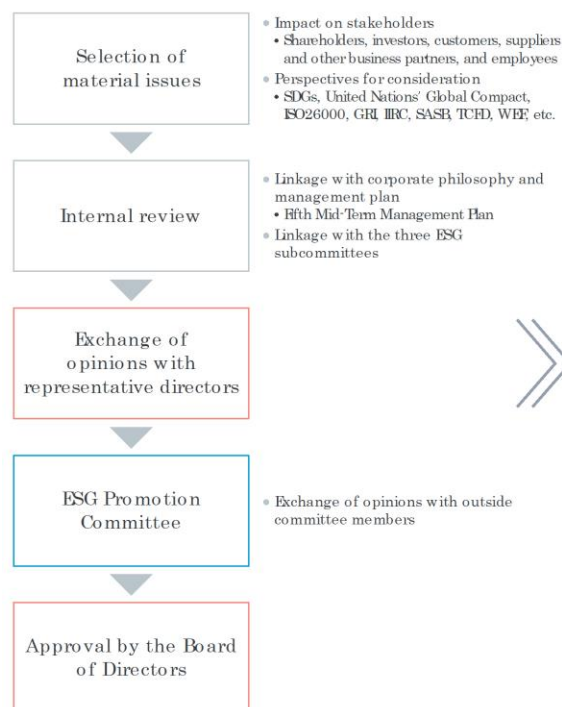 Selection of
material issues
• Impact on stakeholders
• Shareholders, investors, customers, suppliers
and other business partners, and employees
• Perspectives for consideration
• SDGs, United Nations' Global Compact,
ISO26000, GRI, IIRC, SASB, TCFD, WEF, etc.
Internal review
• Linkage with corporate philosophy and
management plan
• Fifth Mid-Term Management Plan
• Linkage with the three ESG
subcommittees
Exchange of
opinions with
representative directors
ESG Promotion
Committee
• Exchange of opinions with outside
committee members
Approval by the Board
of Directors